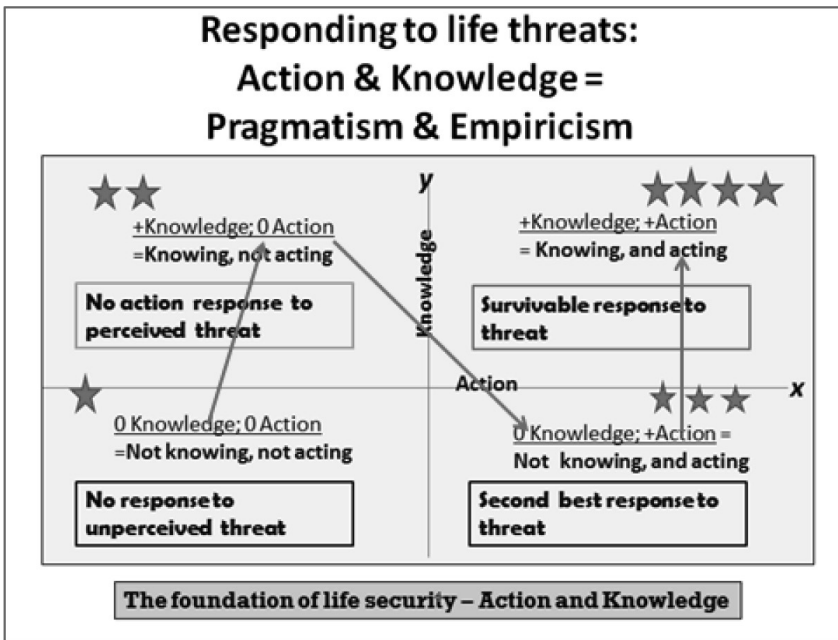 Responding to life threats:
Action & Knowledge =
Pragmatism & Empiricism
y
+Knowledge; 0 Action
=Knowing, not acting
No action response to
perceived threat
Knowledge
+Knowledge; +Action
= Knowing, and acting
Survivable response to
threat
Action
x
0 Knowledge; 0 Action
=Not knowing, not acting
No response to
unperceived threat
0 Knowledge; +Action =
Not knowing, and acting
Second best response to
threat
The foundation of life security – Action and Knowledge